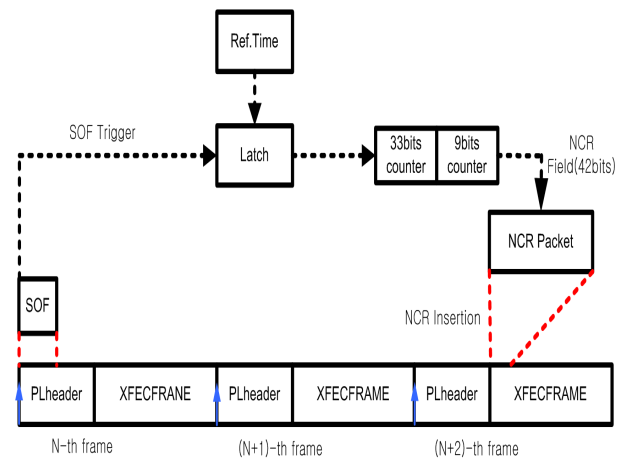 Ref.Time
SOF Trigger
Latch
33bits
counter
9bits
counter
NCR
Field(42bits)
NCR Packet
SOF
NCR Insertion
PLheader
XFECFRANE
PLheader
XFECFRAME
PLheader
XFECFRAME
N-th frame
(N+1)-th frame
(N+2)-th frame